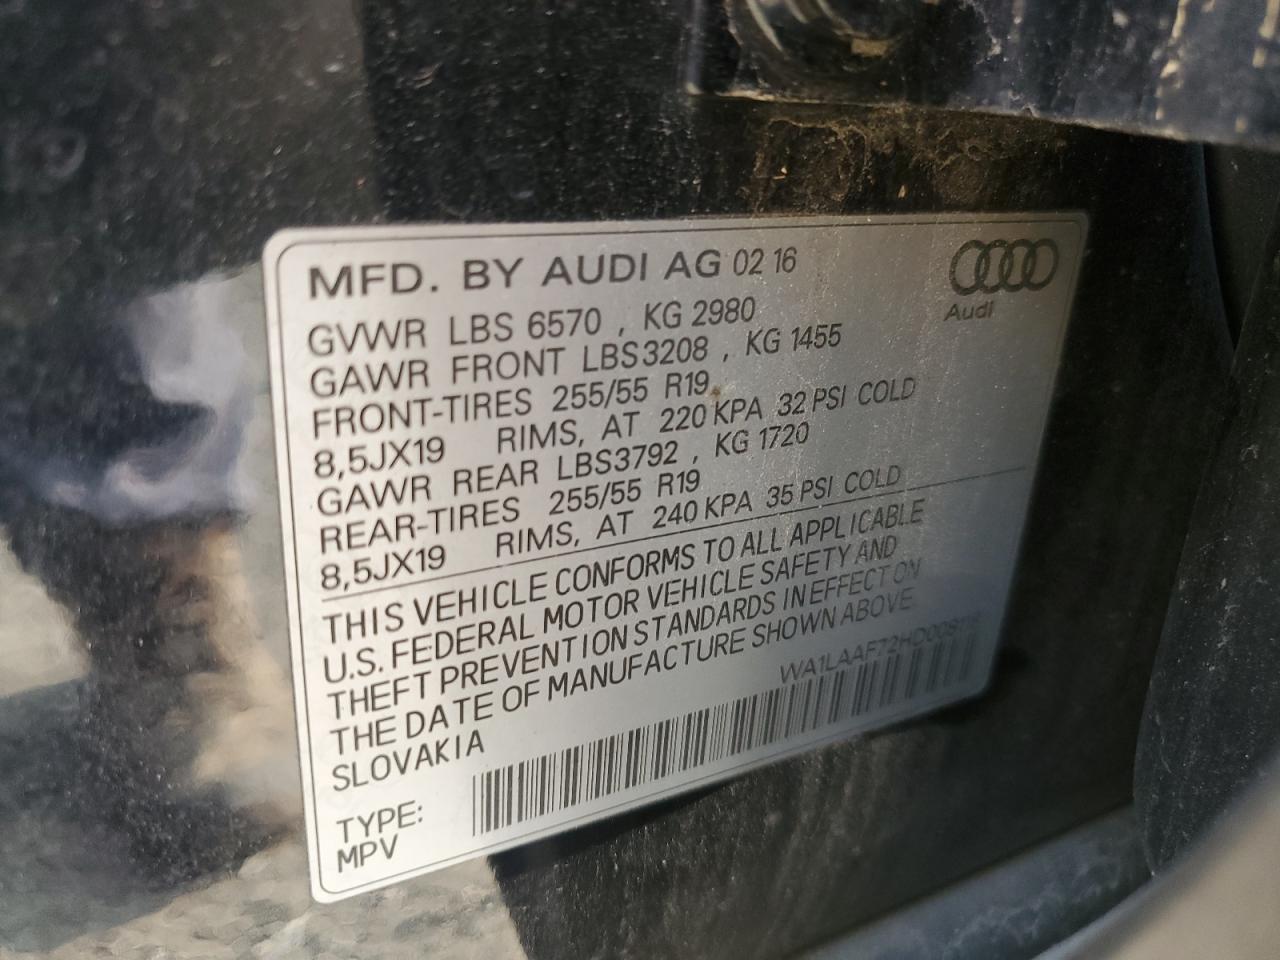 MFD. BY AUDI AG 02 16
Audi
GVWR LBS 6570 , KG 2980
GAWR FRONT LBS3208 , KG 1455
FRONT-TIRES 255/55 R19
8,5JX19 RIMS, AT 220 KPA 32 PSI COLD
GAWR REAR LBS3792 , KG 1720
REAR-TIRES 255/55 R19
8,5JX19 RIMS, AT 240 KPA 35 PSI COLD
THIS VEHICLE CONFORMS TO ALL APPLICABLE
U.S. FEDERAL MOTOR VEHICLE SAFETY AND
THEFT PREVENTION STANDARDS IN EFFECT ON
THE DATE OF MANUFACTURE SHOWN ABOVE
SLOVAKIA
TYPE:
MPV